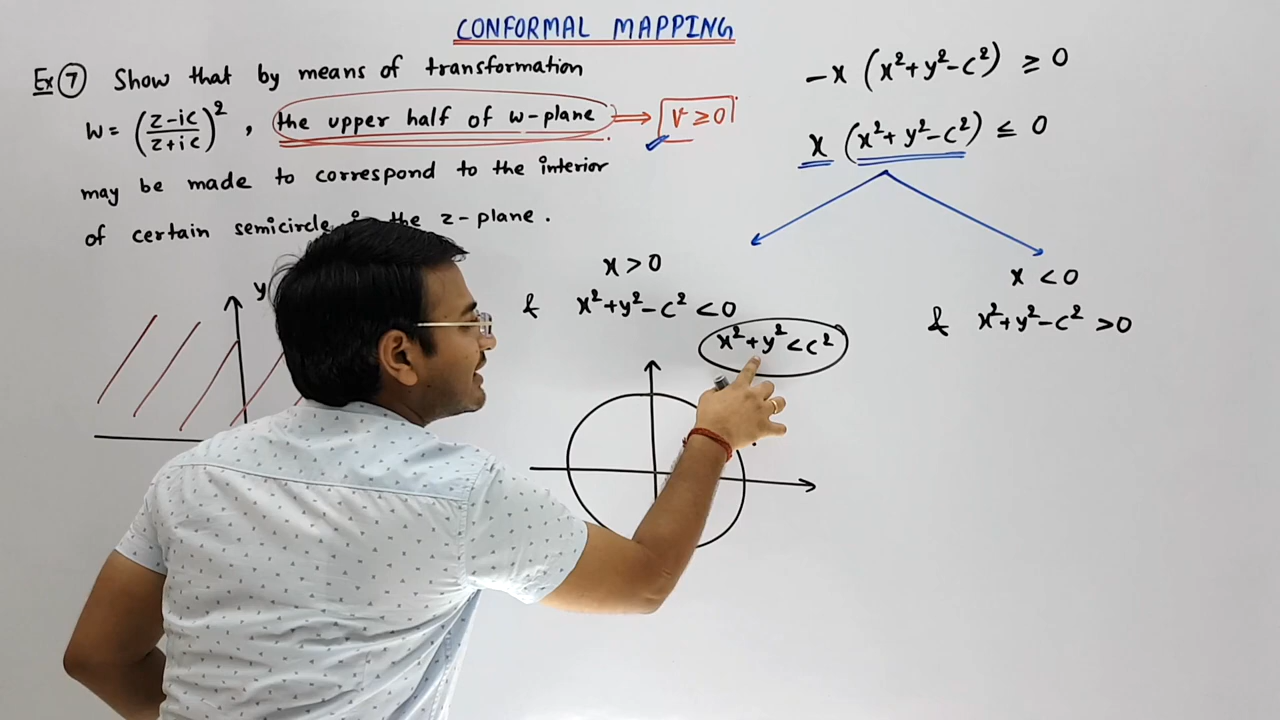 CONFORMAL MAPPING
Ex 7 Show that by means of transformation
W = (z-ic/z+ic)², the upper half of w-plane ⟹ V ≥ 0
may be made to correspond to the interior
of certain semicircle the z-plane.
y
-x (x²+y²-c²) ≥ 0
x (x²+y²-c²) ≤ 0
x > 0
& x²+y²-c² < 0
x²+y² < c²
x < 0
& x²+y²-c² > 0